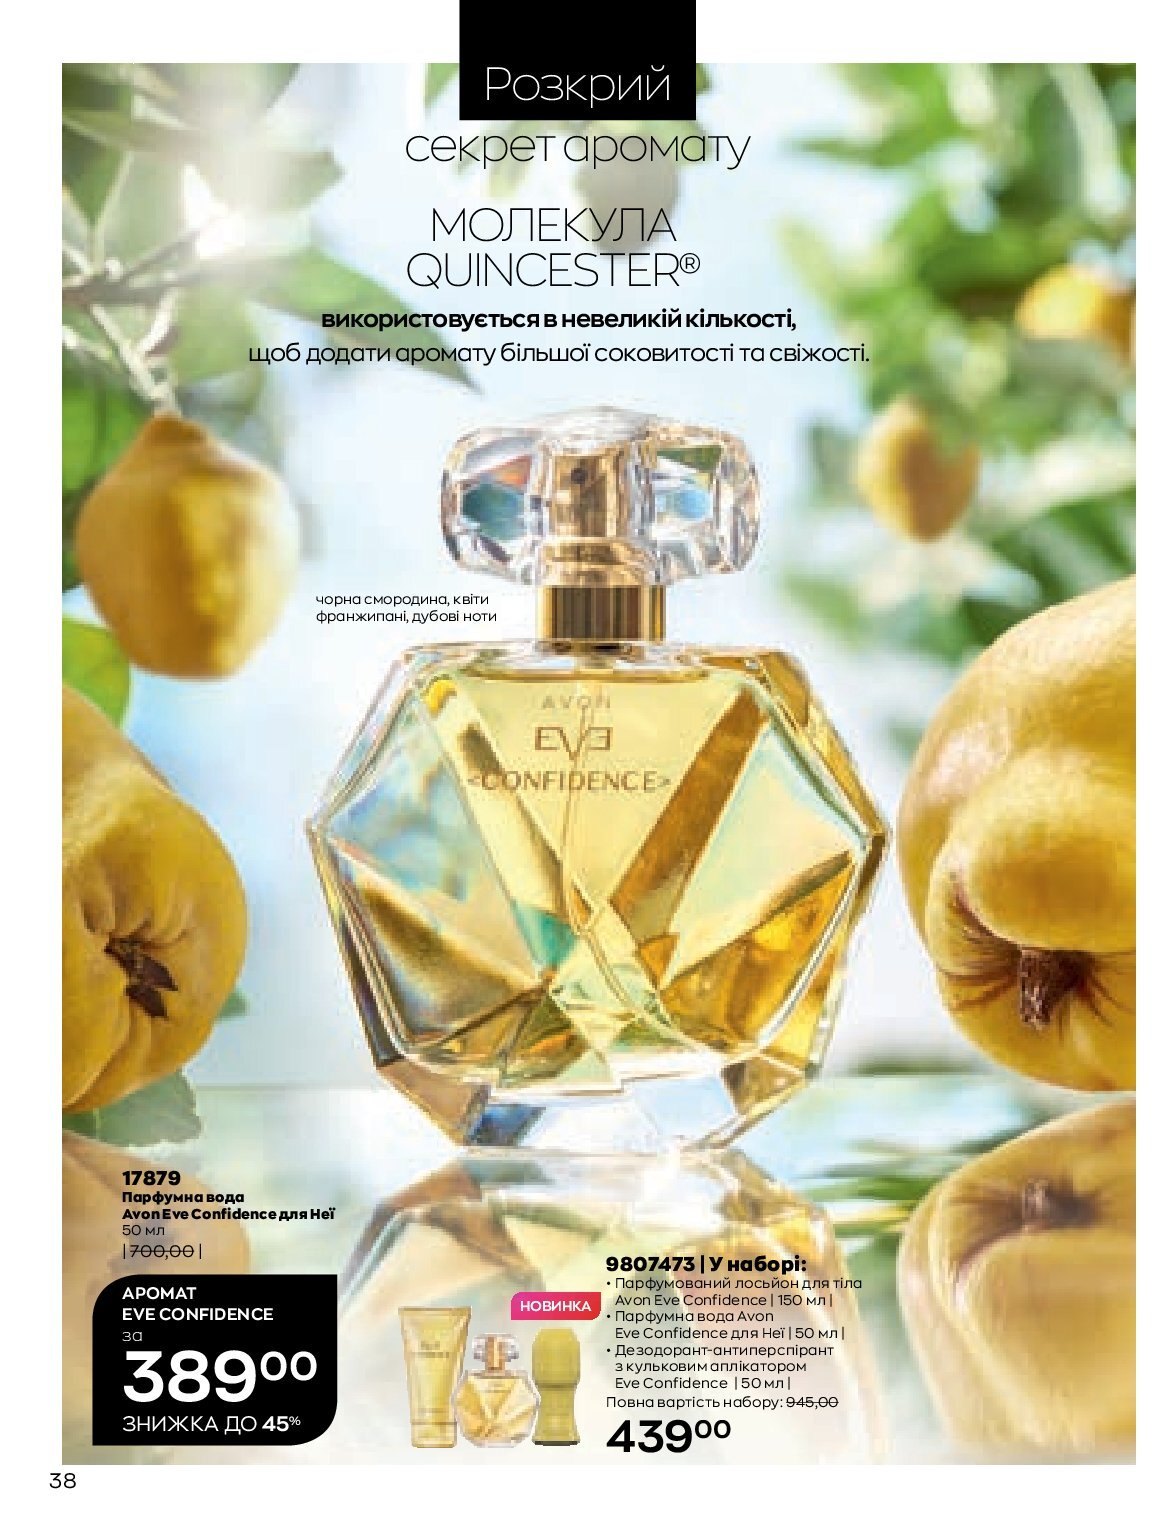 Розкрий
секрет аромату
МОЛЕКУЛА
QUINCESTER®
використовується в невеликій кількості,
щоб додати аромату більшої соковитості та свіжості.
чорна смородина, квіти
франжипані, дубові ноти
AVON
EVE
<CONFIDENCE>
17879
Парфумна вода
Avon Eve Confidence для Неї
50 мл
| 700,00 |
АРОМАТ
EVE CONFIDENCE
за
389⁰⁰
ЗНИЖКА ДО 45%
НОВИНКА
9807473 | У наборі:
• Парфумований лосьйон для тіла
Avon Eve Confidence | 150 мл |
• Парфумна вода Avon
Eve Confidence для Неї | 50 мл |
• Дезодорант-антиперспірант
з кульковим аплікатором
Eve Confidence | 50 мл |
Повна вартість набору: 945,00
439⁰⁰
38